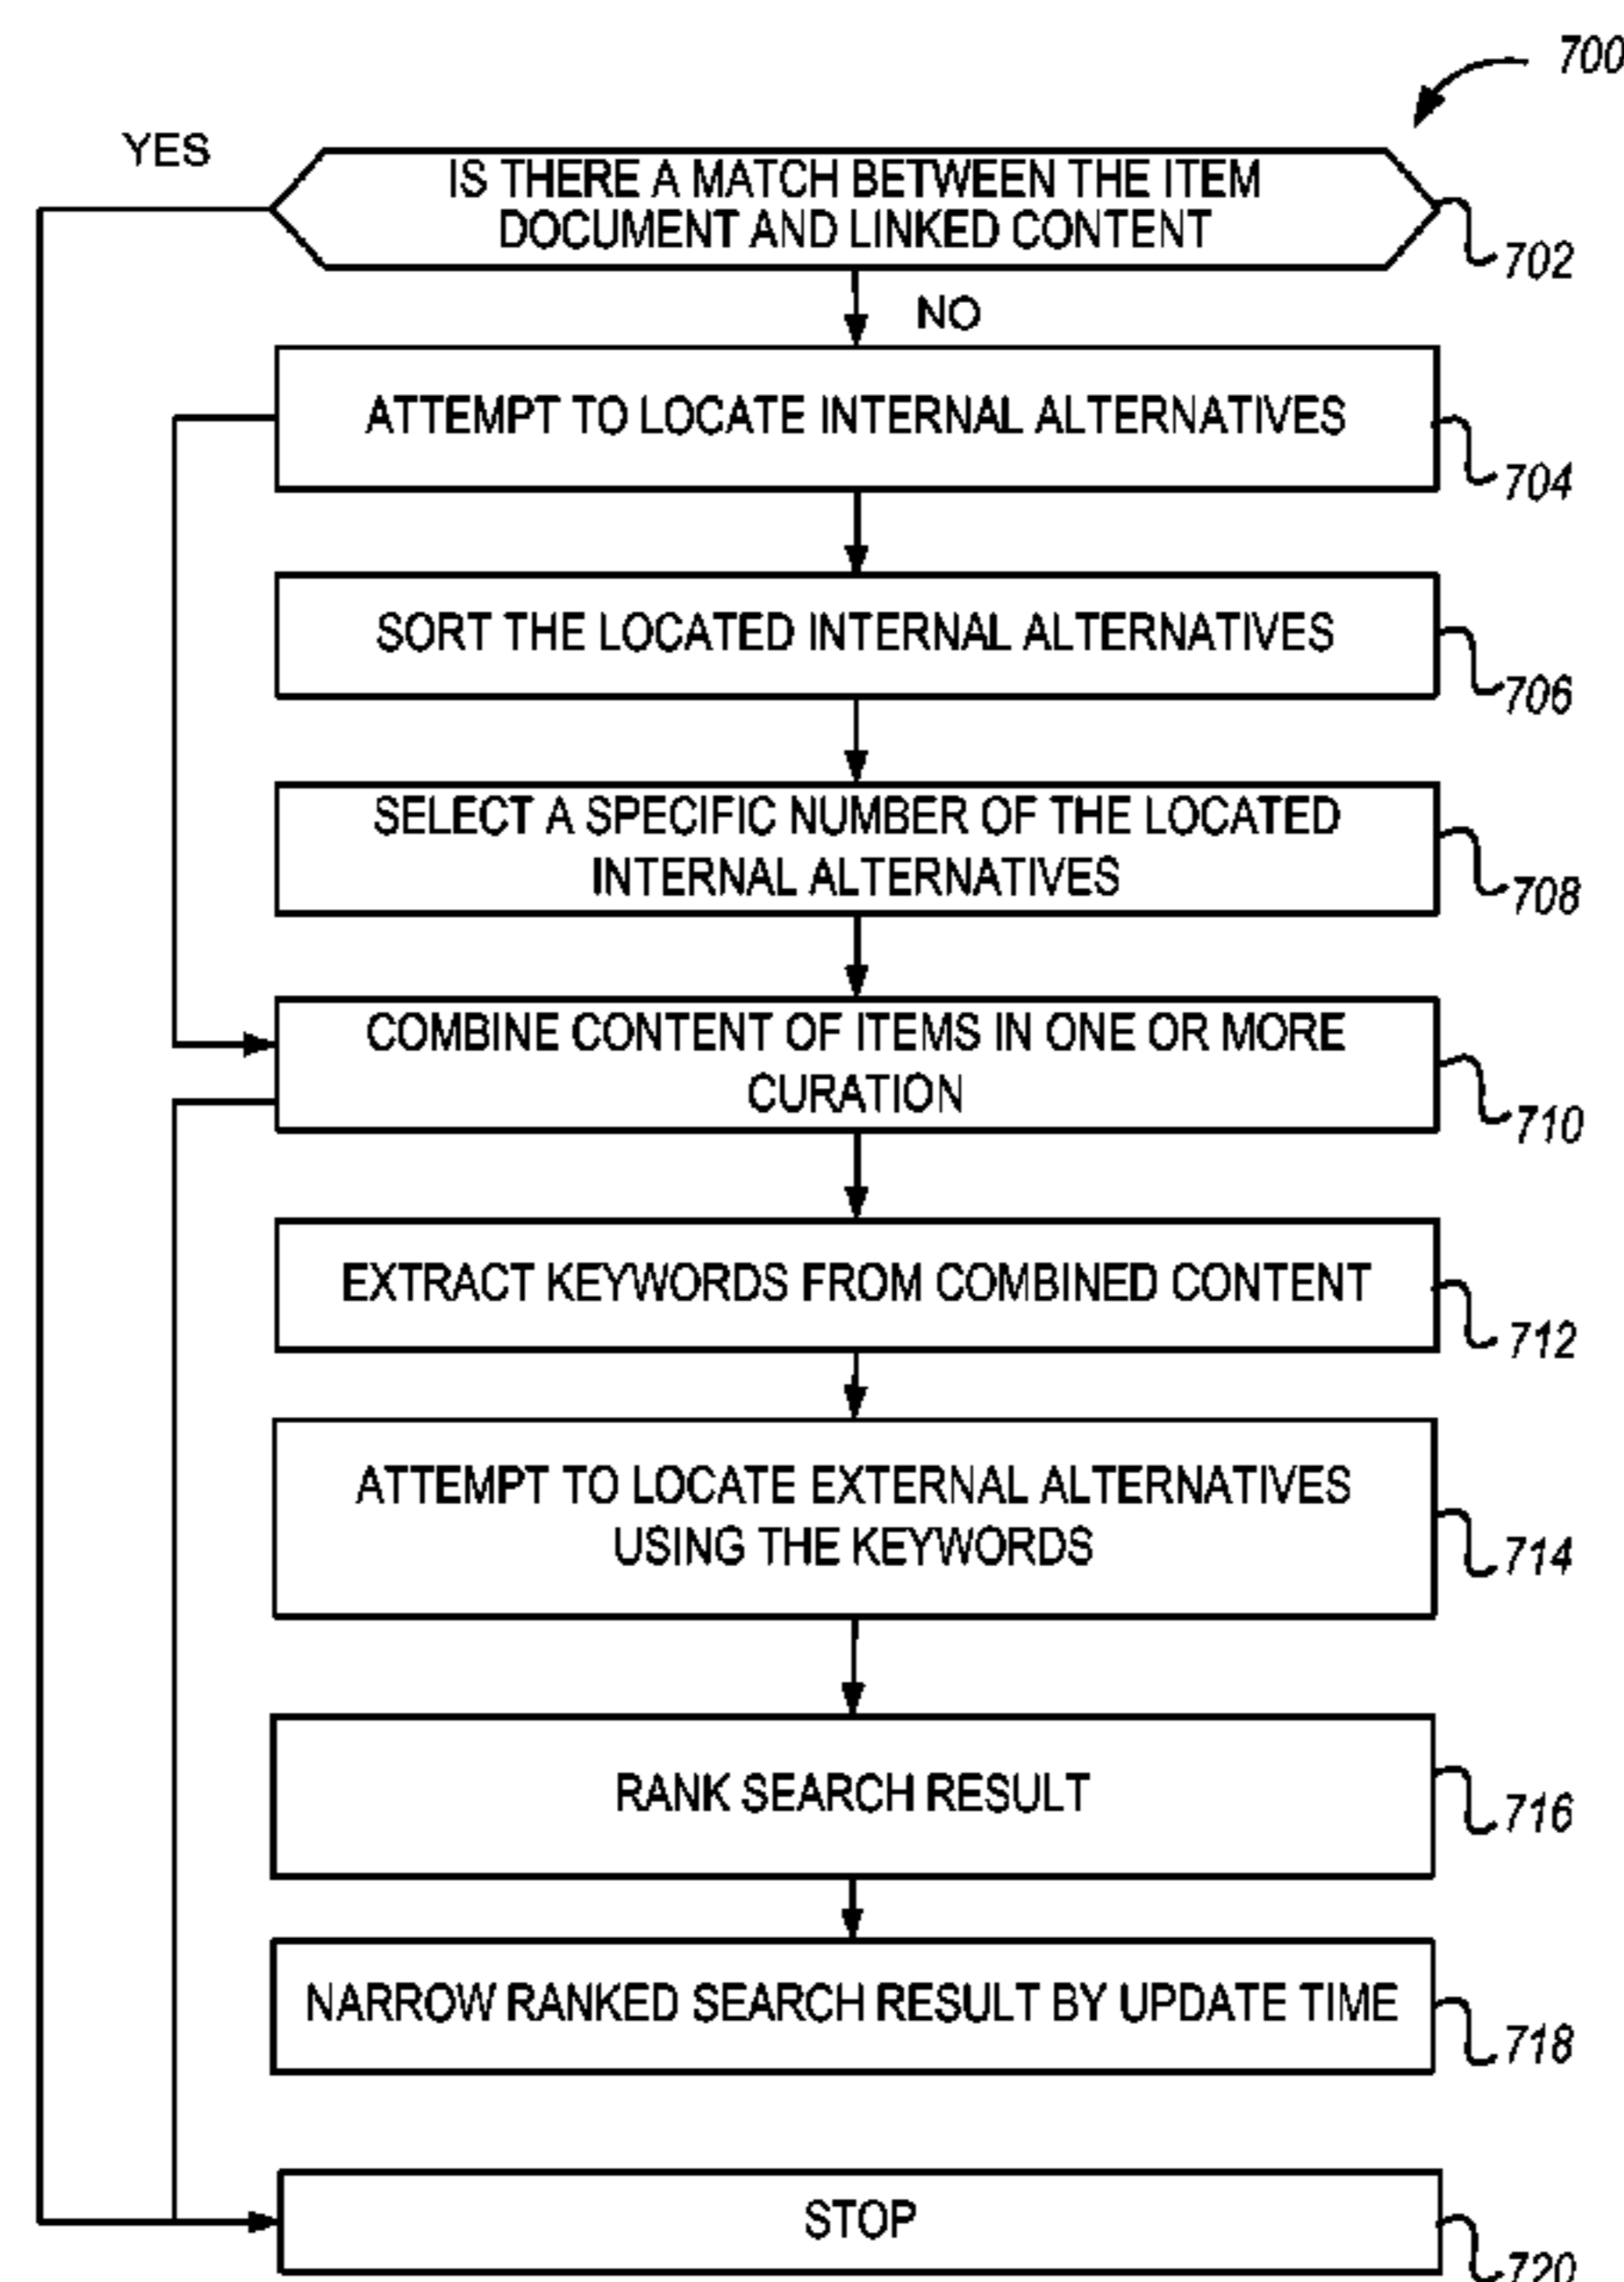 700
YES
IS THERE A MATCH BETWEEN THE ITEM
DOCUMENT AND LINKED CONTENT
702
NO
ATTEMPT TO LOCATE INTERNAL ALTERNATIVES
704
SORT THE LOCATED INTERNAL ALTERNATIVES
706
SELECT A SPECIFIC NUMBER OF THE LOCATED
INTERNAL ALTERNATIVES
708
COMBINE CONTENT OF ITEMS IN ONE OR MORE
CURATION
710
EXTRACT KEYWORDS FROM COMBINED CONTENT
712
ATTEMPT TO LOCATE EXTERNAL ALTERNATIVES
USING THE KEYWORDS
714
RANK SEARCH RESULT
716
NARROW RANKED SEARCH RESULT BY UPDATE TIME
718
STOP
720